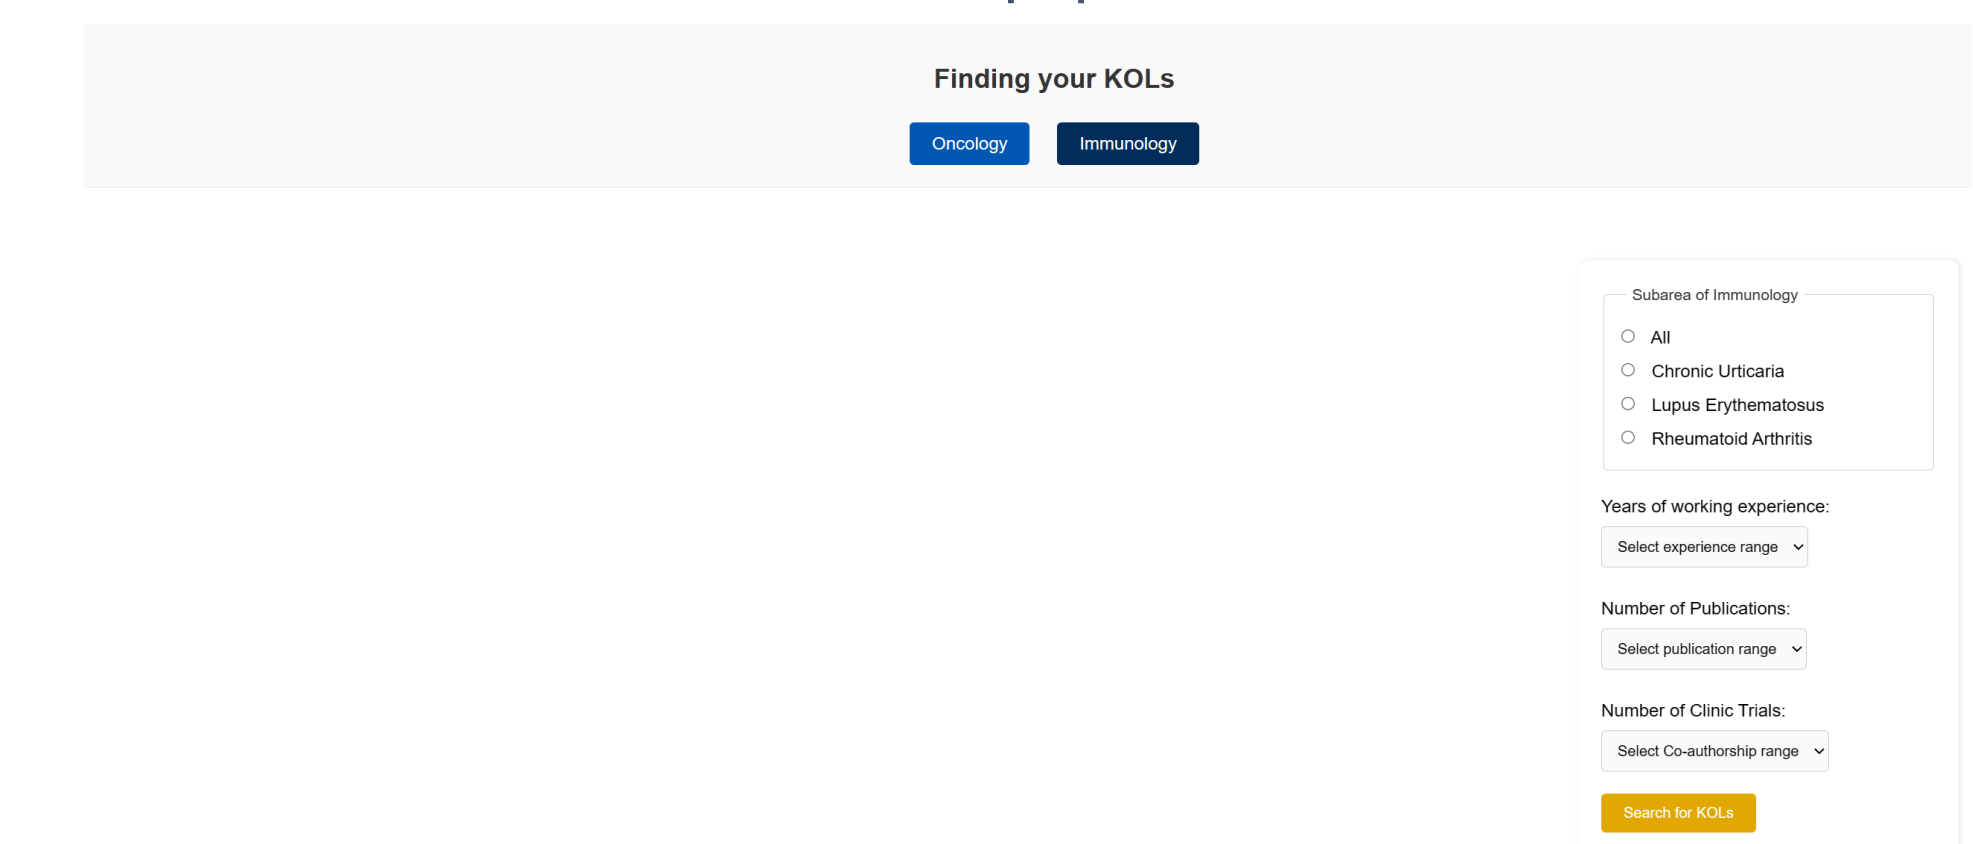 Finding your KOLs
Oncology
Immunology
Subarea of Immunology
All
Chronic Urticaria
Lupus Erythematosus
Rheumatoid Arthritis
Years of working experience:
Select experience range
Number of Publications:
Select publication range
Number of Clinic Trials:
Select Co-authorship range
Search for KOLs